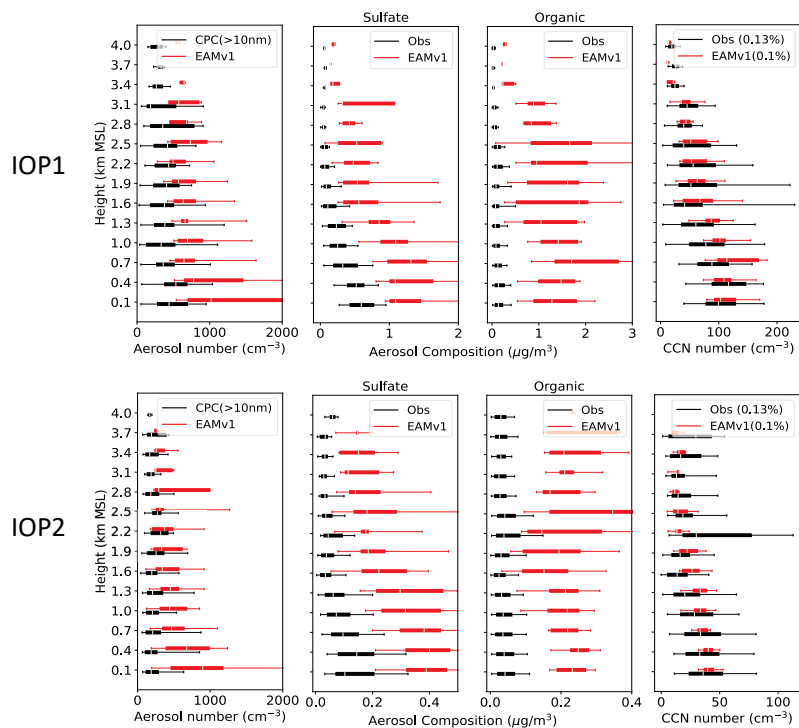 IOP1
Height (km MSL)
4.0
3.7
3.4
3.1
2.8
2.5
2.2
1.9
1.6
1.3
1.0
0.7
0.4
0.1
CPC(>10nm)
EAMv1
0 1000 2000
Aerosol number (cm⁻³)
Sulfate
Obs
EAMv1
0 1 2
Organic
Obs
EAMv1
0 1 2 3
Aerosol Composition (μg/m³)
Obs (0.13%)
EAMv1(0.1%)
0 100 200
CCN number (cm⁻³)
IOP2
Height (km MSL)
4.0
3.7
3.4
3.1
2.8
2.5
2.2
1.9
1.6
1.3
1.0
0.7
0.4
0.1
CPC(>10nm)
EAMv1
0 1000 2000
Aerosol number (cm⁻³)
Sulfate
Obs
EAMv1
0.0 0.2 0.4
Organic
Obs
EAMv1
0.0 0.2 0.4
Aerosol Composition (μg/m³)
Obs (0.13%)
EAMv1(0.1%)
0 50 100
CCN number (cm⁻³)